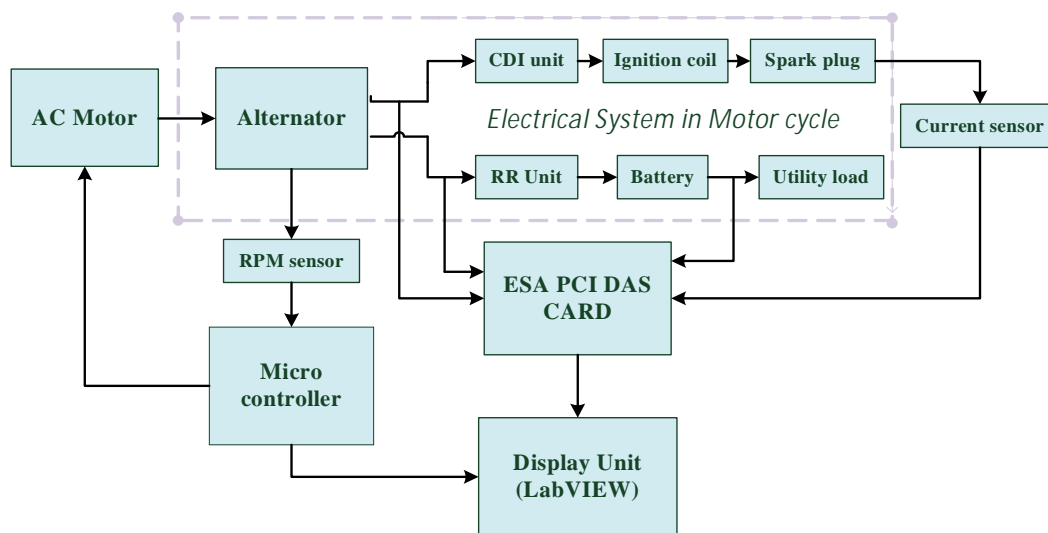 CDI unit
Ignition coil
Spark plug
AC Motor
Alternator
Electrical System in Motor cycle
Current sensor
RR Unit
Battery
Utility load
RPM sensor
ESA PCI DAS
CARD
Micro
controller
Display Unit
(LabVIEW)